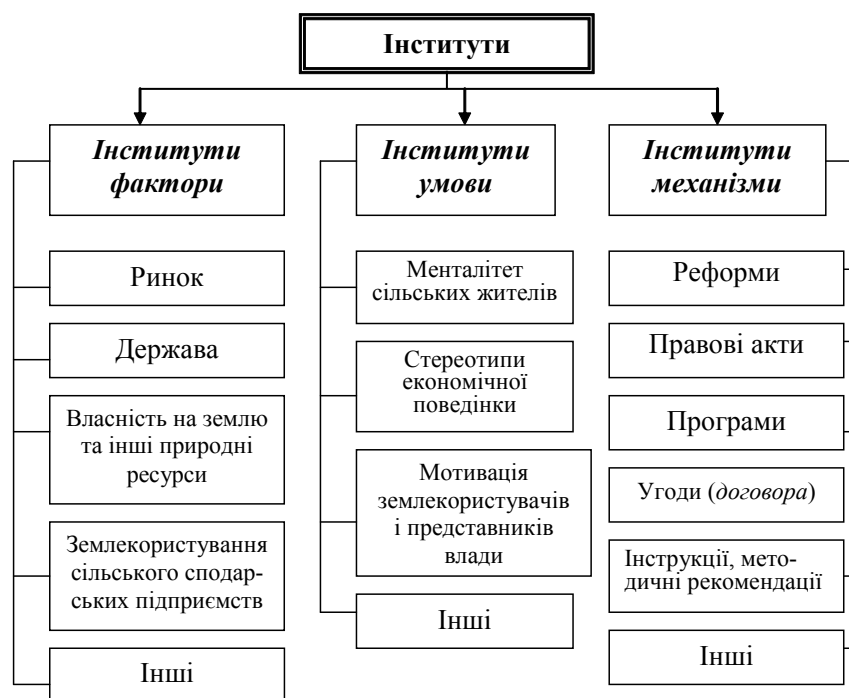 Інститути
Інститути
фактори
Ринок
Держава
Власність на землю
та інші природні
ресурси
Землекористування
сільського сподар-
ських підприємств
Інші
Інститути
умови
Менталітет
сільських жителів
Стереотипи
економічної
поведінки
Мотивація
землекористувачів
і представників
влади
Інші
Інститути
механізми
Реформи
Правові акти
Програми
Угоди (договора)
Інструкції, мето-
дичні рекомендації
Інші